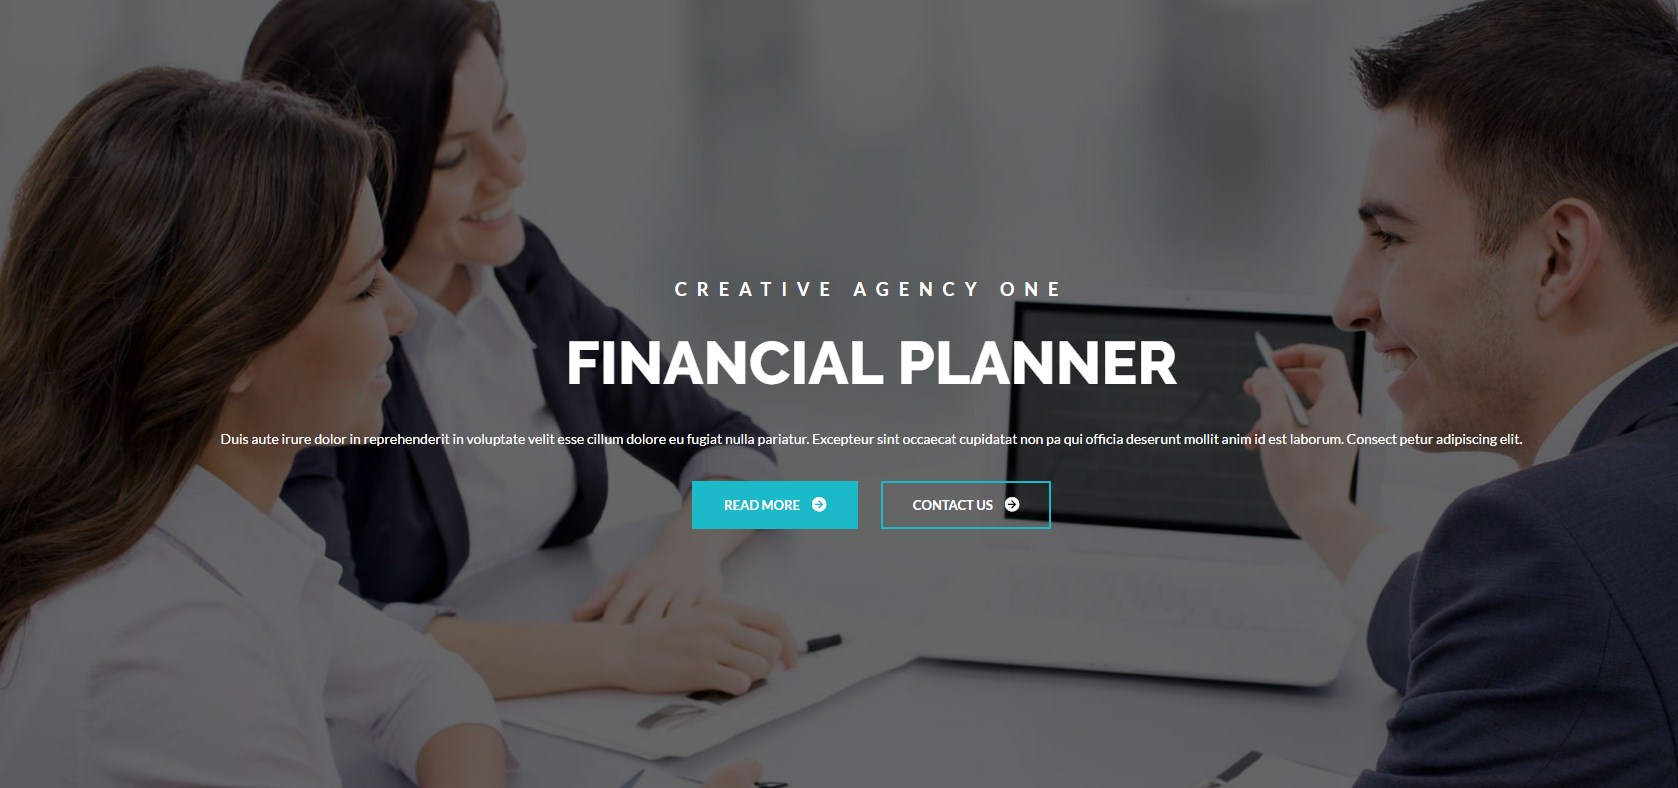 CREATIVE AGENCY ONE
FINANCIAL PLANNER
Duis aute irure dolor in reprehenderit in voluptate velit esse cillum dolore eu fugiat nulla pariatur. Excepteur sint occaecat cupidatat non pa qui officia deserunt mollit anim id est laborum. Consect petur adipiscing elit.
READ MORE
CONTACT US